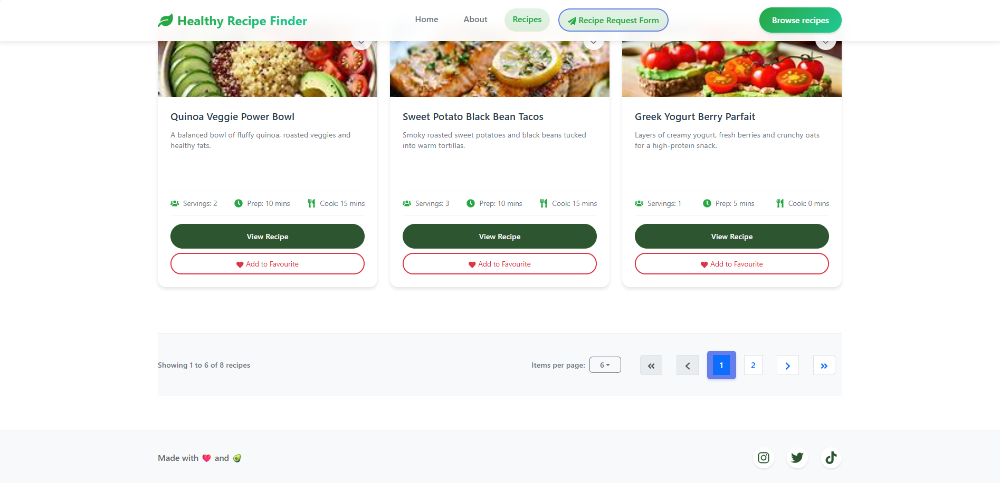 Healthy Recipe Finder
Home
About
Recipes
Recipe Request Form
Browse recipes
Quinoa Veggie Power Bowl
A balanced bowl of fluffy quinoa, roasted veggies and
healthy fats.
Servings: 2
Prep: 10 mins
Cook: 15 mins
View Recipe
Add to Favourite
Sweet Potato Black Bean Tacos
Smoky roasted sweet potatoes and black beans tucked
into warm tortillas.
Servings: 3
Prep: 10 mins
Cook: 15 mins
View Recipe
Add to Favourite
Greek Yogurt Berry Parfait
Layers of creamy yogurt, fresh berries and crunchy oats
for a high-protein snack.
Servings: 1
Prep: 5 mins
Cook: 0 mins
View Recipe
Add to Favourite
Showing 1 to 6 of 8 recipes
Items per page:
6
«
‹
1
2
›
»
Made with ❤️ and 🥑